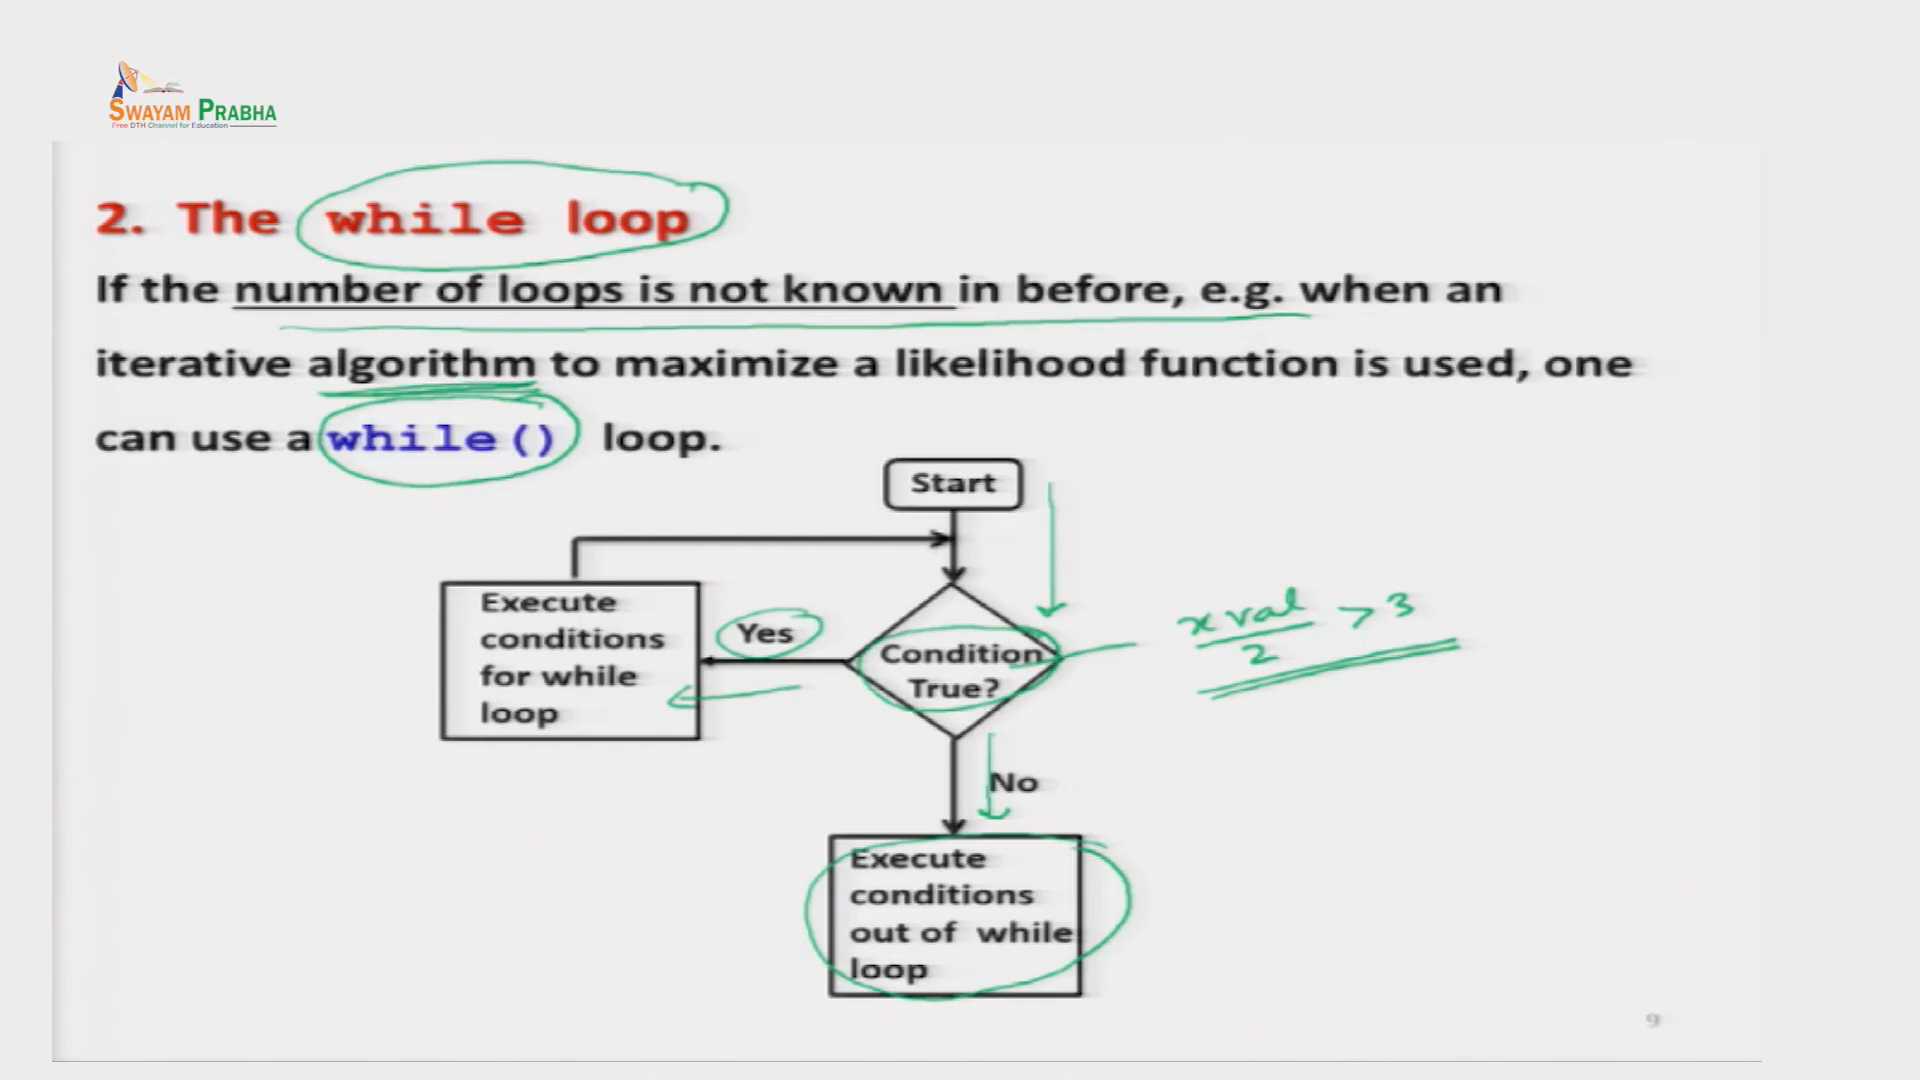 SWAYAM PRABHA
Free DTH Channel for Education
2. The while loop
If the number of loops is not known in before, e.g. when an
iterative algorithm to maximize a likelihood function is used, one
can use a while() loop.
Start
Execute
conditions
for while
loop
Yes
Condition
True?
x val > 3
2
No
Execute
conditions
out of while
loop
9